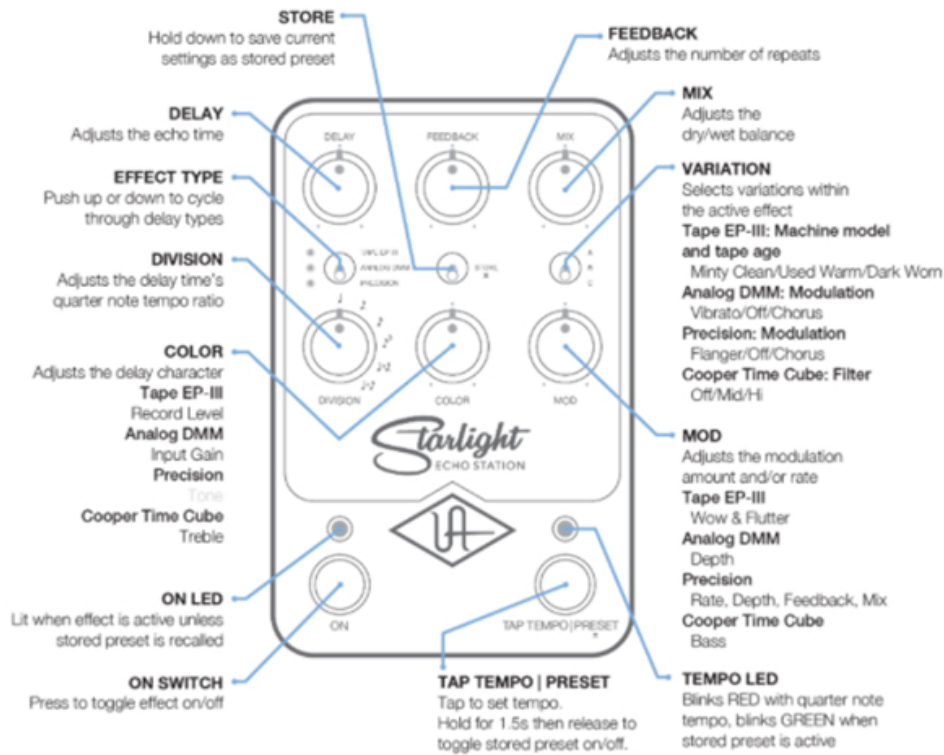 STORE
Hold down to save current
settings as stored preset
FEEDBACK
Adjusts the number of repeats
DELAY
Adjusts the echo time
MIX
Adjusts the
dry/wet balance
EFFECT TYPE
Push up or down to cycle
through delay types
VARIATION
Selects variations within
the active effect
Tape EP-III: Machine model
and tape age
Minty Clean/Used Warm/Dark Worn
Analog DMM: Modulation
Vibrato/Off/Chorus
Precision: Modulation
Flanger/Off/Chorus
Cooper Time Cube: Filter
Off/Mid/Hi
DIVISION
Adjusts the delay time's
quarter note tempo ratio
COLOR
Adjusts the delay character
Tape EP-III
Record Level
Analog DMM
Input Gain
Precision
Tone
Cooper Time Cube
Treble
MOD
Adjusts the modulation
amount and/or rate
Tape EP-III
Wow & Flutter
Analog DMM
Depth
Precision
Rate, Depth, Feedback, Mix
Cooper Time Cube
Bass
DELAY FEEDBACK MIX
TAPE EP-III
ANALOG DMM
PRECISION
STORE
A
B
C
DIVISION COLOR MOD
Starlight
ECHO STATION
UA
ON
TAP TEMPO|PRESET
ON LED
Lit when effect is active unless
stored preset is recalled
ON SWITCH
Press to toggle effect on/off
TAP TEMPO | PRESET
Tap to set tempo.
Hold for 1.5s then release to
toggle stored preset on/off.
TEMPO LED
Blinks RED with quarter note
tempo, blinks GREEN when
stored preset is active